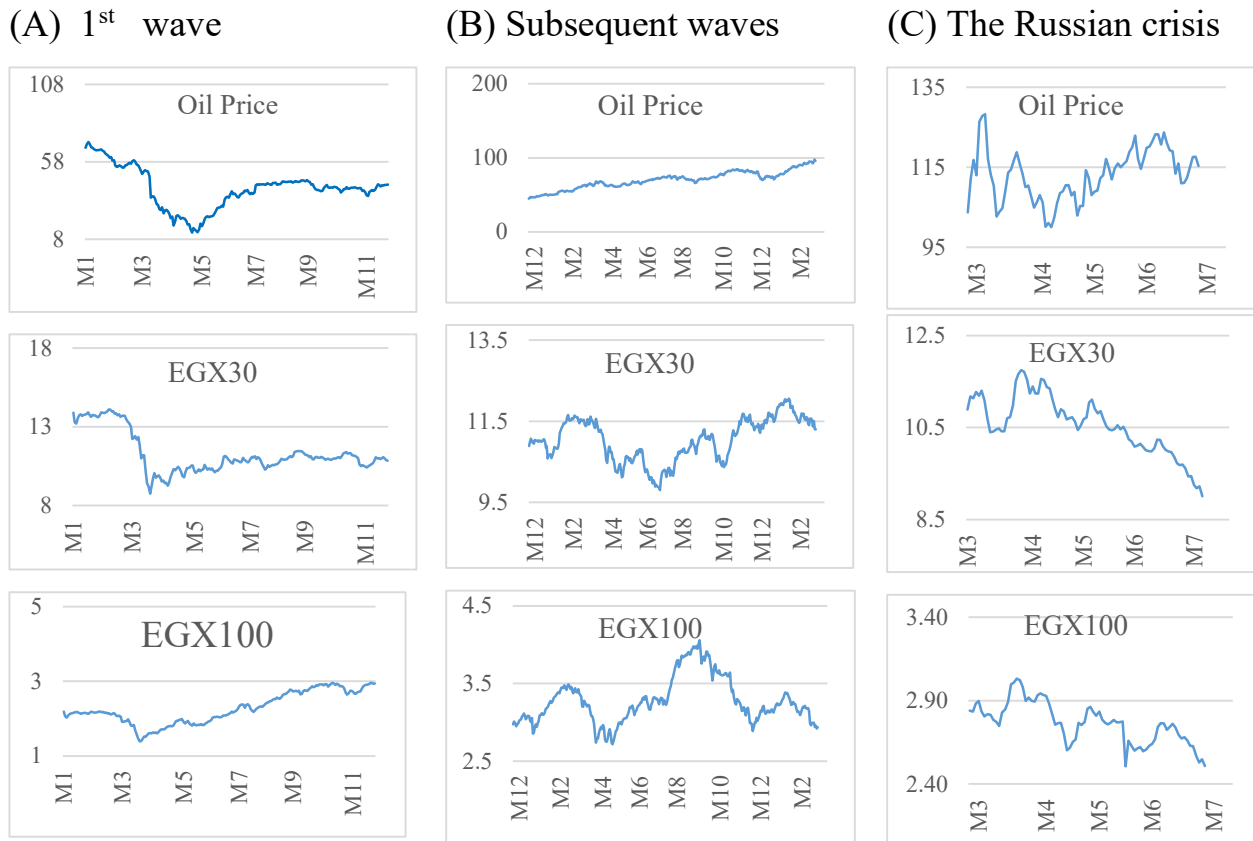 (A) 1st wave
(B) Subsequent waves
(C) The Russian crisis
Oil Price
108
58
8
M1 M3 M5 M7 M9 M11
Oil Price
200
100
0
M12 M2 M4 M6 M8 M10 M12 M2
Oil Price
135
115
95
M3 M4 M5 M6 M7
EGX30
18
13
8
M1 M3 M5 M7 M9 M11
EGX30
13.5
11.5
9.5
M12 M2 M4 M6 M8 M10 M12 M2
EGX30
12.5
10.5
8.5
M3 M4 M5 M6 M7
EGX100
5
3
1
M1 M3 M5 M7 M9 M11
EGX100
4.5
3.5
2.5
M12 M2 M4 M6 M8 M10 M12 M2
EGX100
3.40
2.90
2.40
M3 M4 M5 M6 M7